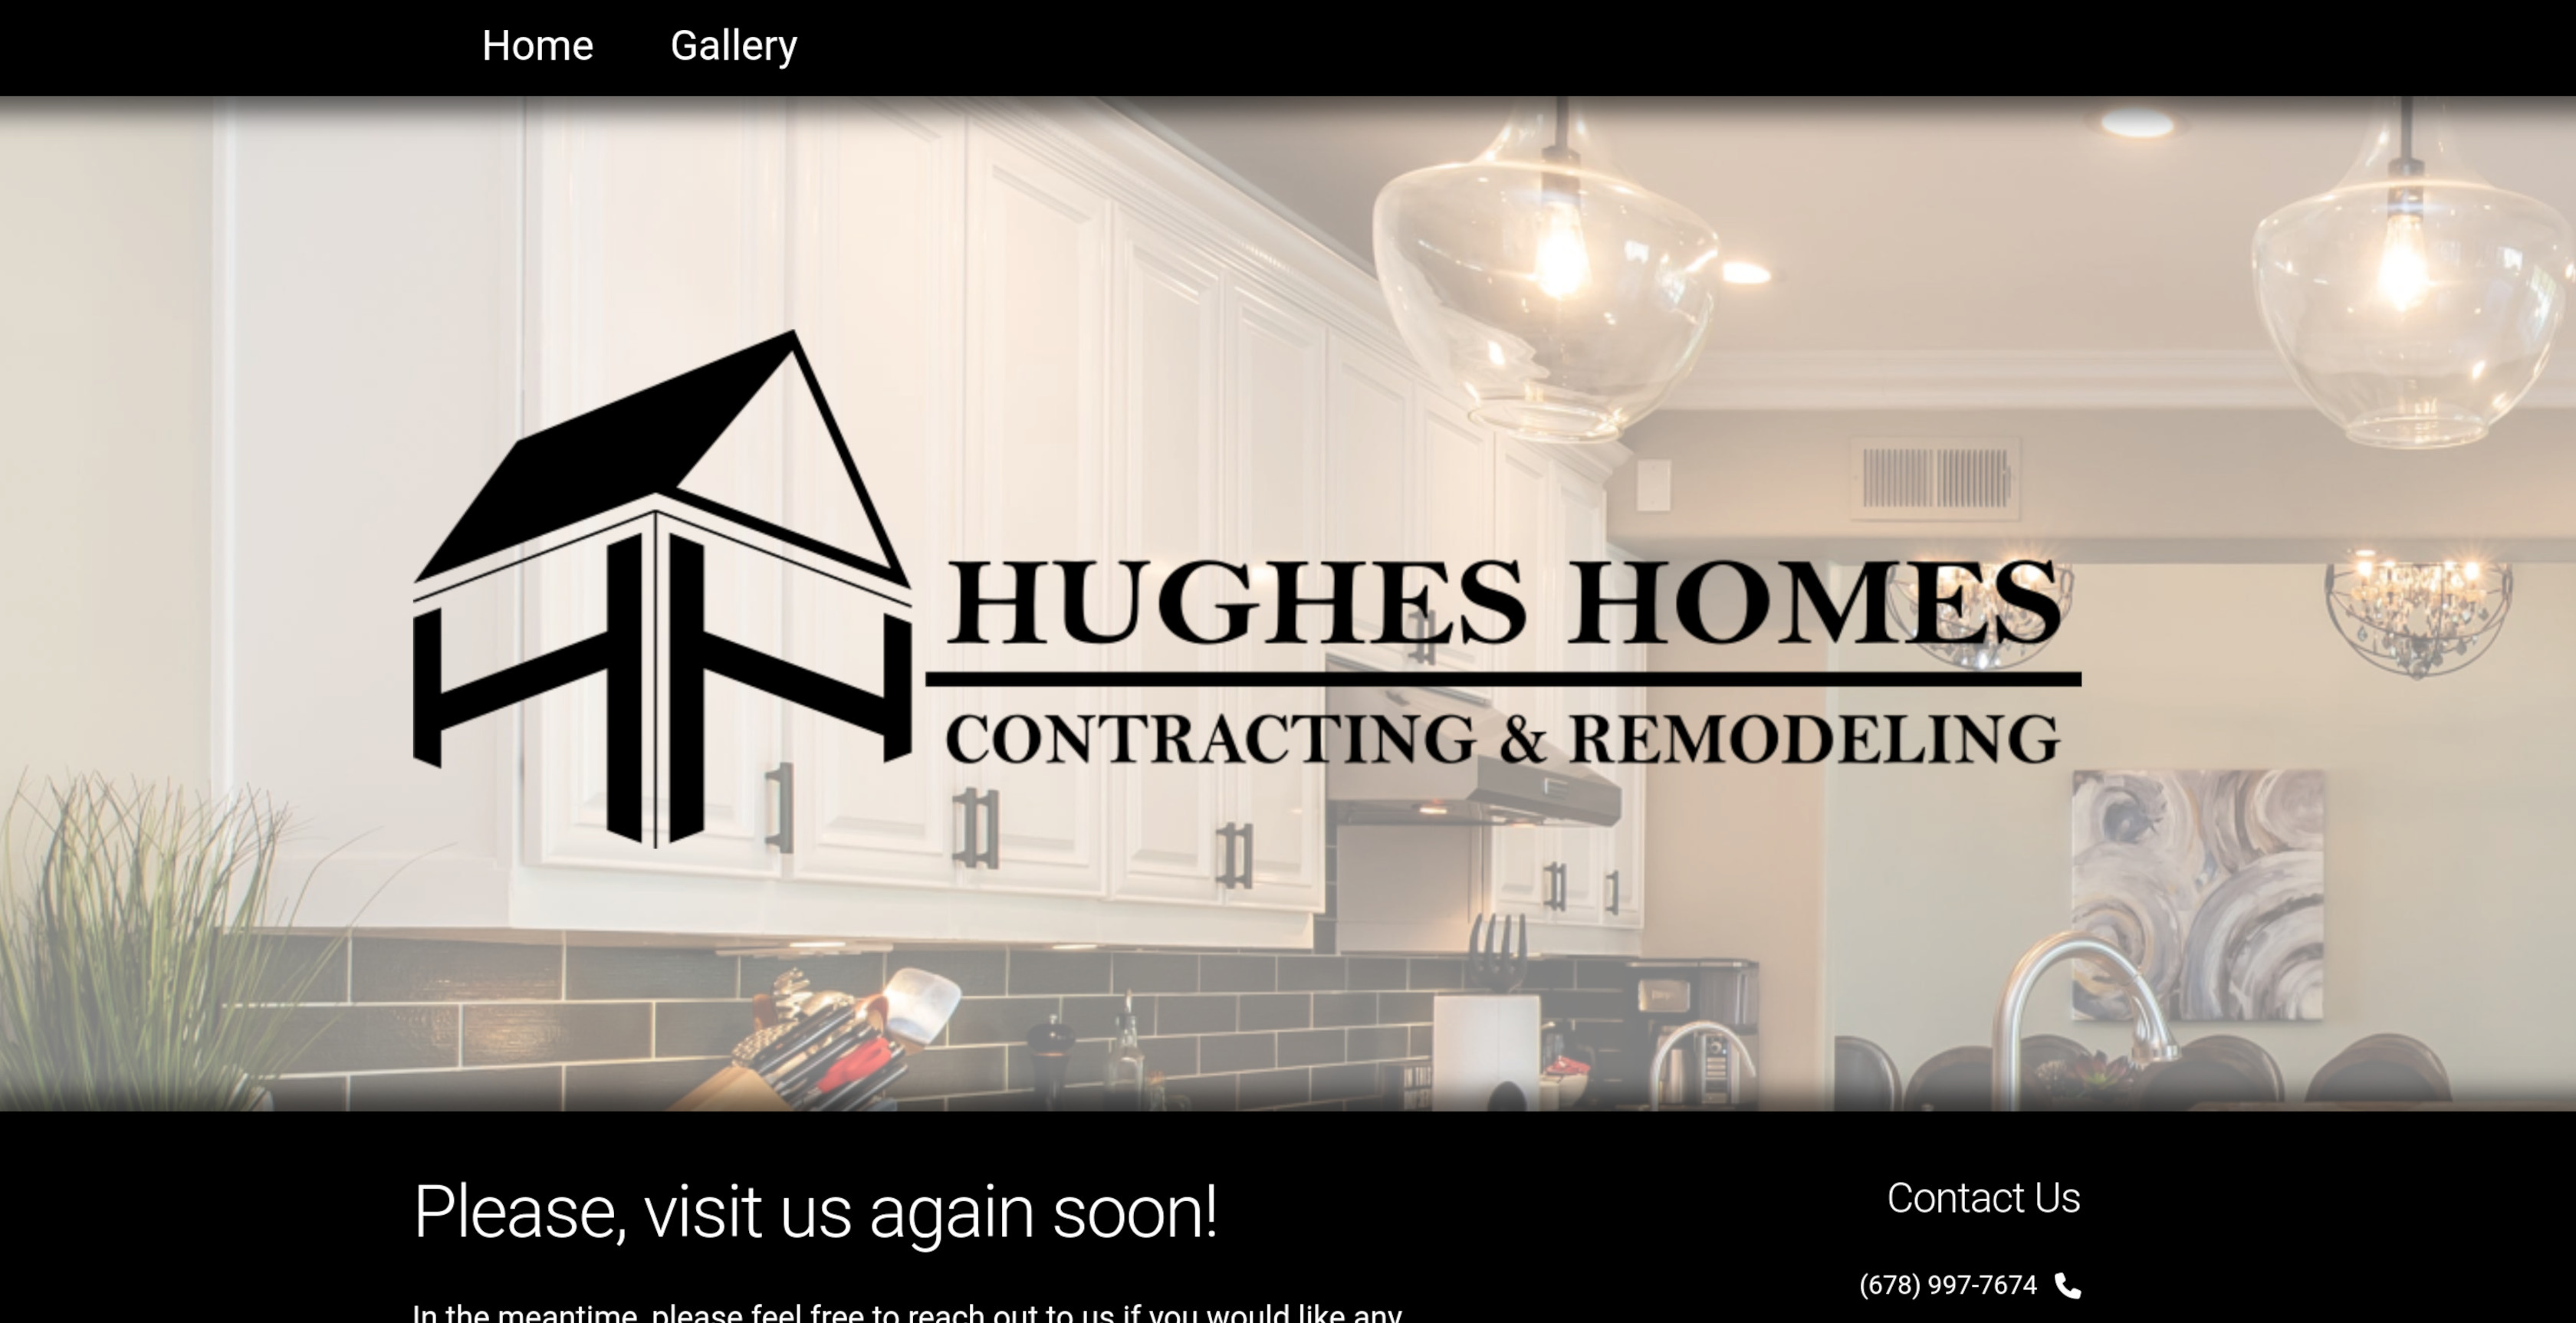 Home Gallery
HUGHES HOMES
CONTRACTING & REMODELING
Please, visit us again soon!
In the meantime, please feel free to reach out to us if you would like any
Contact Us
(678) 997-7674